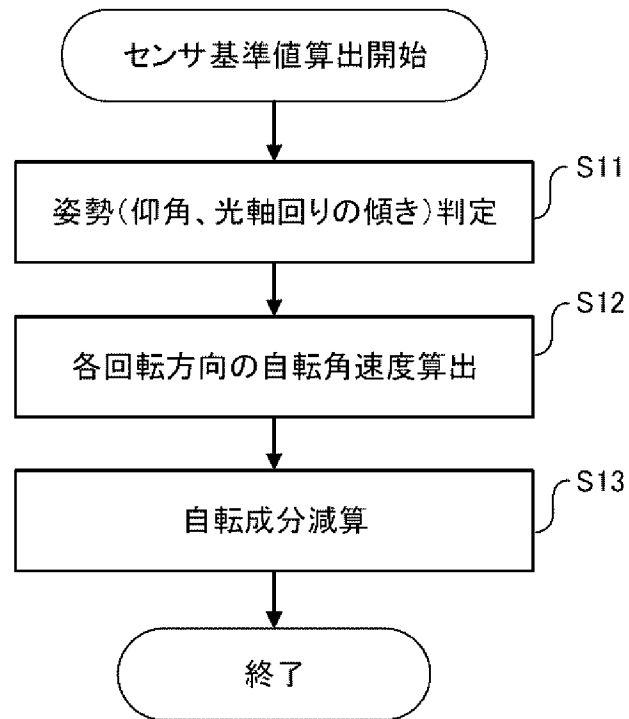 センサ基準値算出開始
S11
姿勢(仰角、光軸回りの傾き)判定
S12
各回転方向の自転角速度算出
S13
自転成分減算
終了